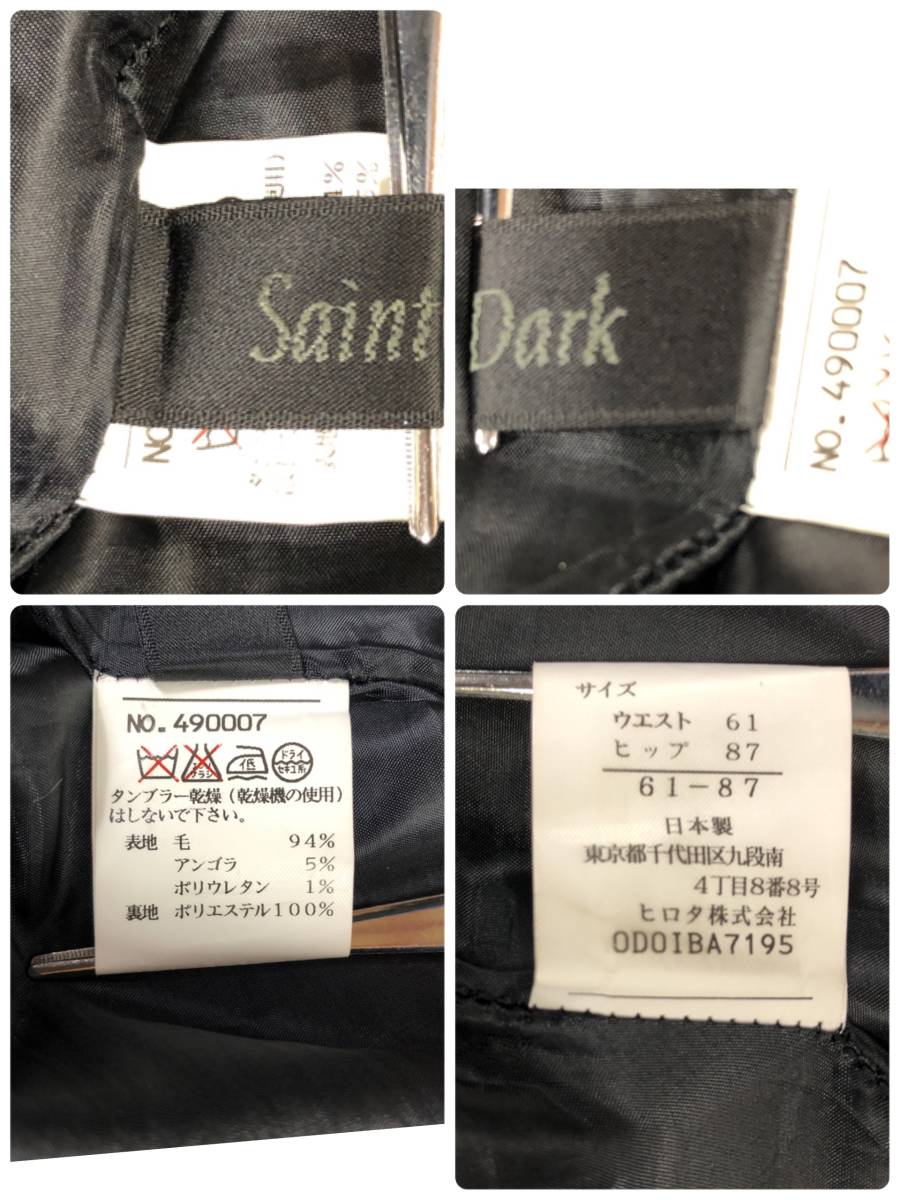 Saint
Dark
NO. 490007
NO. 490007
低
ドライ
セキユ系
タンブラー乾燥（乾燥機の使用）
はしないで下さい。
表地 毛 94%
アンゴラ 5%
ポリウレタン 1%
裏地 ポリエステル100%
サイズ
ウエスト 61
ヒップ 87
61-87
日本製
東京都千代田区九段南
4丁目8番8号
ヒロタ株式会社
ODOIBA7195